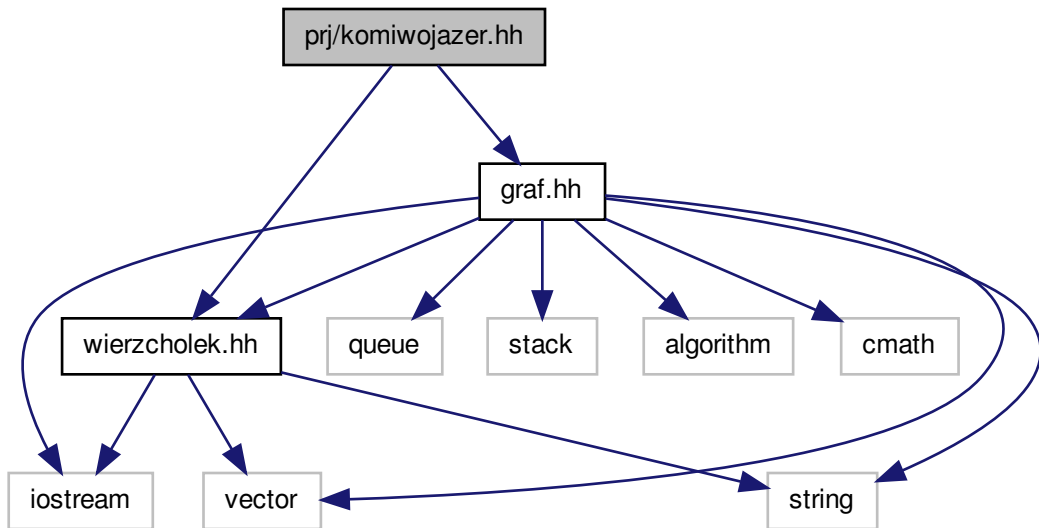 prj/komiwojazer.hh
graf.hh
wierzcholek.hh
queue
stack
algorithm
cmath
iostream
vector
string